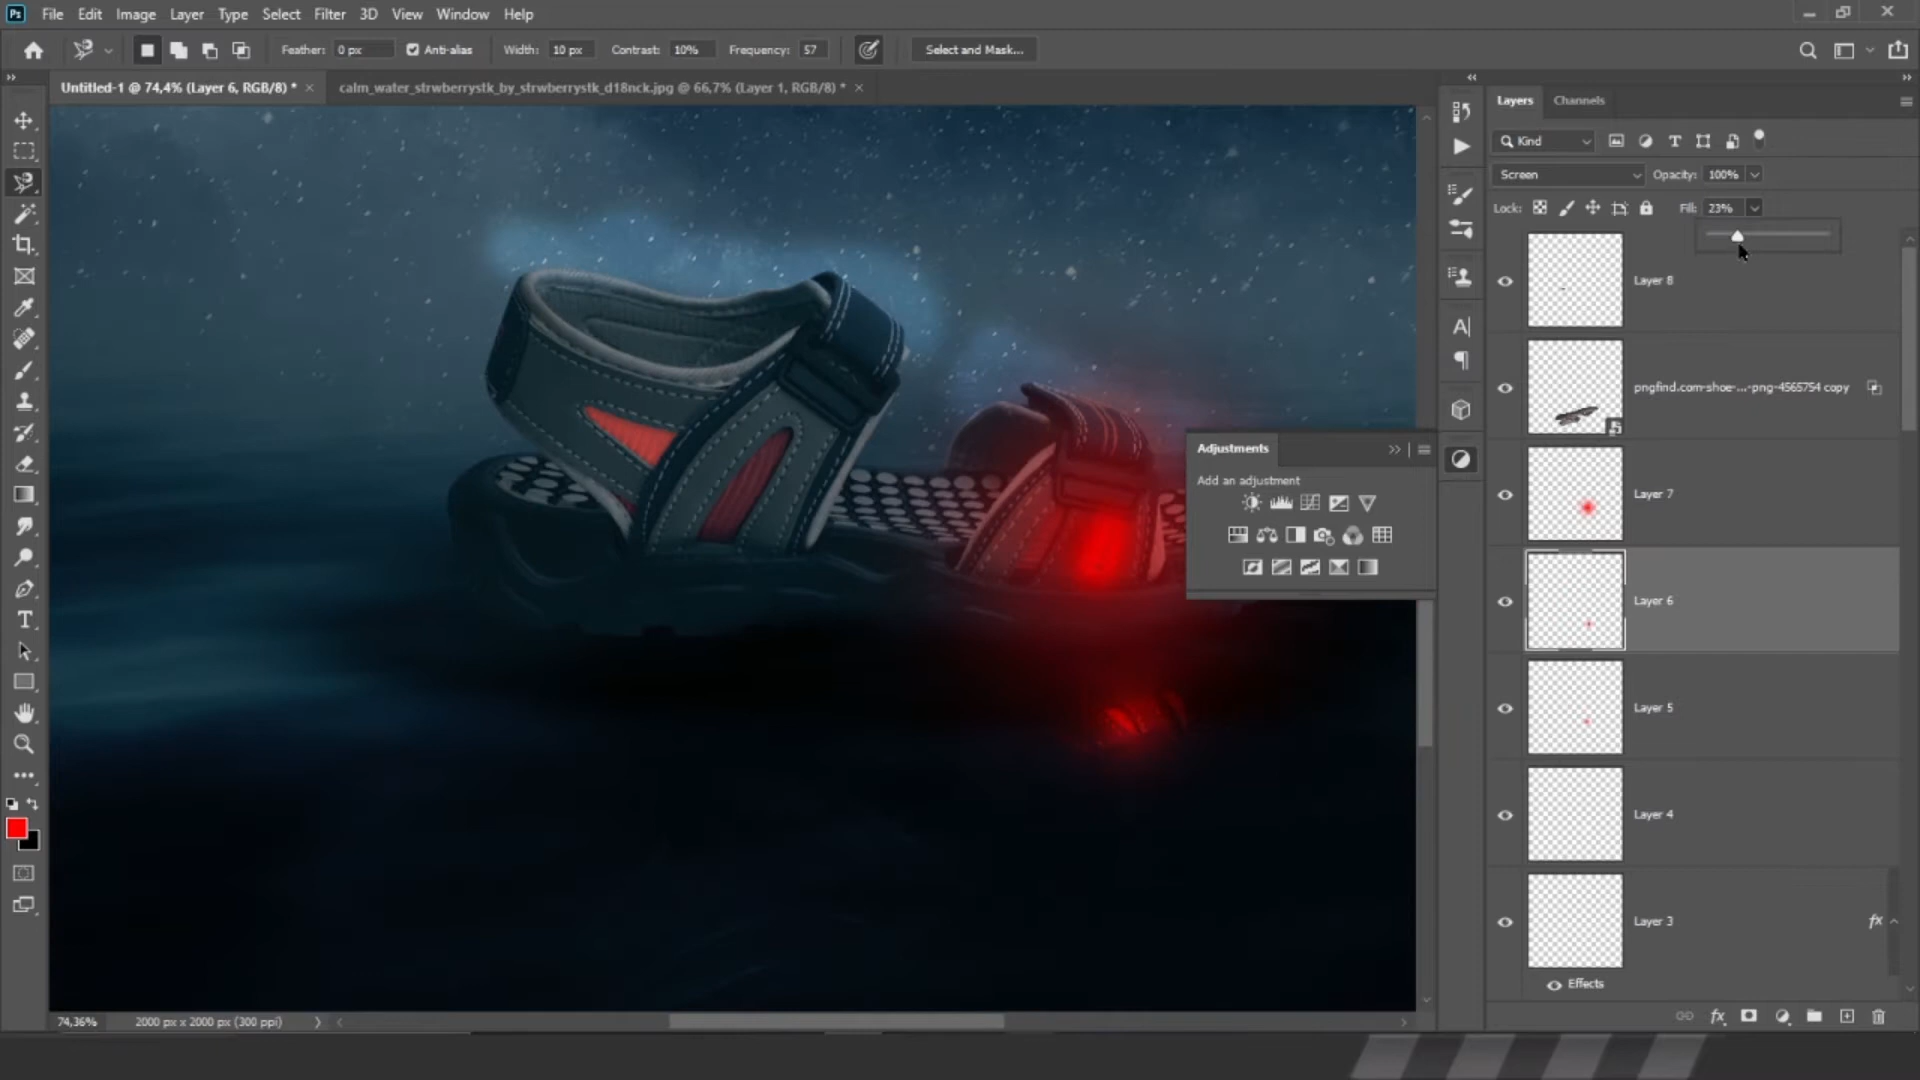 Ps File Edit Image Layer Type Select Filter 3D View Window Help
Feather: 0 px Anti-alias Width: 10 px Contrast: 10% Frequency: 57 Select and Mask...
Untitled-1 @ 74,4% (Layer 6, RGB/8) * calm_water_strwberrystk_by_strwberrystk_d18nck.jpg @ 66,7% (Layer 1, RGB/8) *
Layers Channels
Kind
Screen Opacity: 100%
Lock: Fill: 23%
Layer 8
pngfind.com-shoe-...-png-4565754 copy
Adjustments
Add an adjustment
Layer 7
Layer 6
Layer 5
Layer 4
Layer 3 fx
Effects
74,36% 2000 px x 2000 px (300 ppi)
fx